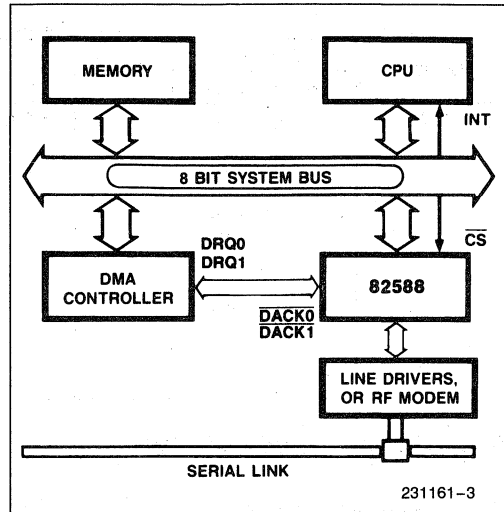 MEMORY
CPU
INT
8 BIT SYSTEM BUS
CS
DRQ0
DRQ1
DMA
CONTROLLER
82588
DACK0
DACK1
LINE DRIVERS,
OR RF MODEM
SERIAL LINK
231161-3